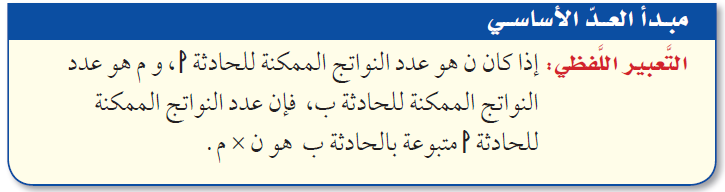 مبدأ العدّ الأساسي
التَّعبير اللَّفظي: إذا كان ن هو عدد النواتج الممكنة للحادثة أ، و م هو عدد
النواتج الممكنة للحادثة ب، فإن عدد النواتج الممكنة
للحادثة أ متبوعة بالحادثة ب هو ن × م .